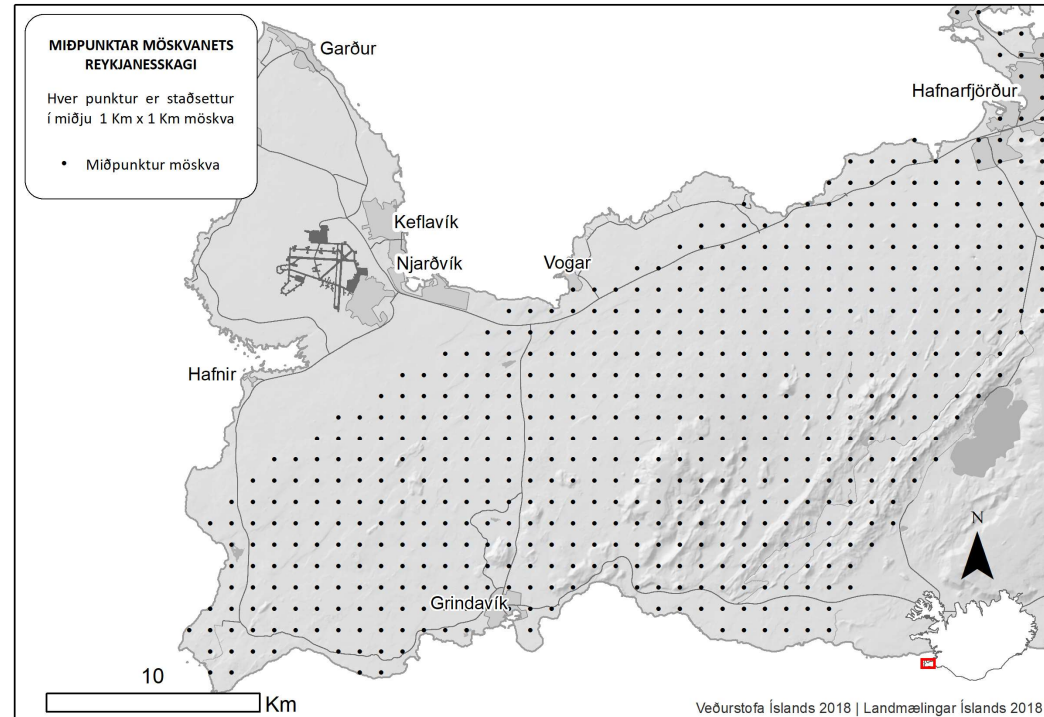 MIÐPUNKTAR MÖSKVANETS
REYKJANESSKAGI
Hver punktur er staðsettur
í miðju 1 Km x 1 Km möskva
• Miðpunktur möskva
Garður
Hafnarfjörður
Keflavík
Njarðvík
Vogar
Hafnir
N
Grindavík
10
Km
Veðurstofa Íslands 2018 | Landmælingar Íslands 2018